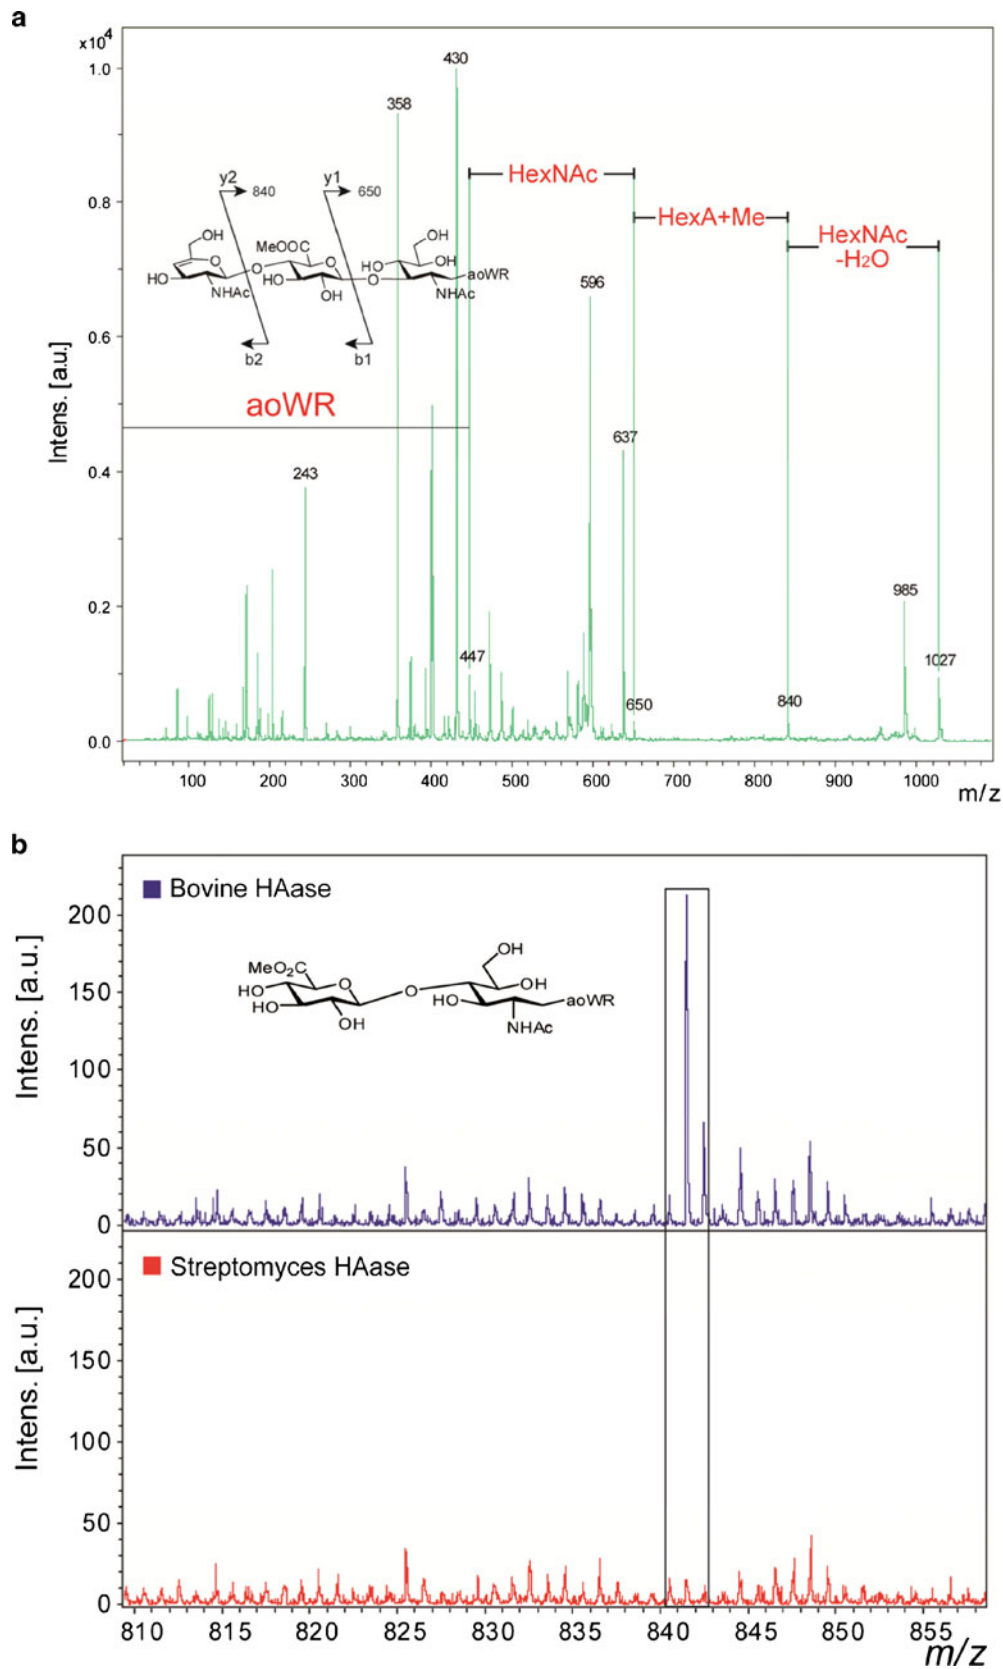 a
x10⁴
1.0
0.8
0.6
0.4
0.2
0.0
Intens. [a.u.]
430
358
HexNAc
HexA+Me
HexNAc
-H₂O
y2
840
y1
650
OH
MeOOC
OH
O
O
O
HO
OH
HO
NHAc
HO
O
OH
O
NHAc
aoWR
b2
b1
aoWR
596
637
243
447
650
840
985
1027
100
200
300
400
500
600
700
800
900
1000
m/z
b
Bovine HAase
200
150
100
50
0
Intens. [a.u.]
MeO₂C
O
HO
HO
OH
O
OH
OH
HO
NHAc
aoWR
Streptomyces HAase
200
150
100
50
0
Intens. [a.u.]
810
815
820
825
830
835
840
845
850
855
m/z